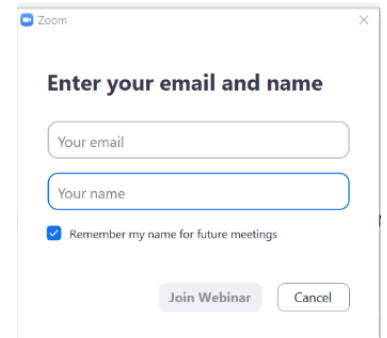 Zoom
Enter your email and name
Your email
Your name
Remember my name for future meetings
Join Webinar Cancel